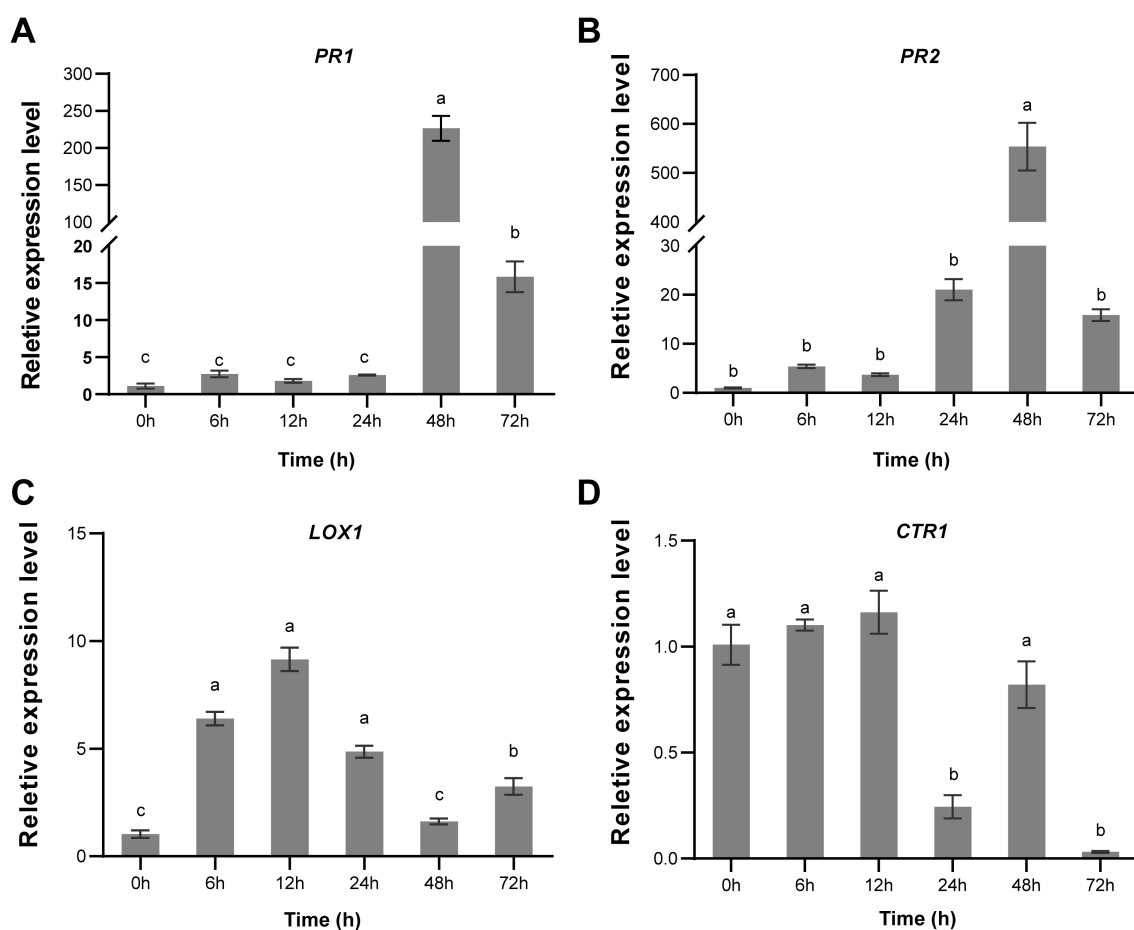 A
PR1
Reletive expression level
300
250
200
150
100
20
15
10
5
0
c
c
c
c
a
b
0h
6h
12h
24h
48h
72h
Time (h)
B
PR2
Reletive expression level
700
600
500
400
30
20
10
0
b
b
b
b
a
b
0h
6h
12h
24h
48h
72h
Time (h)
C
LOX1
Reletive expression level
15
10
5
0
c
a
a
a
c
b
0h
6h
12h
24h
48h
72h
Time (h)
D
CTR1
Reletive expression level
1.5
1.0
0.5
0.0
a
a
a
b
a
b
0h
6h
12h
24h
48h
72h
Time (h)